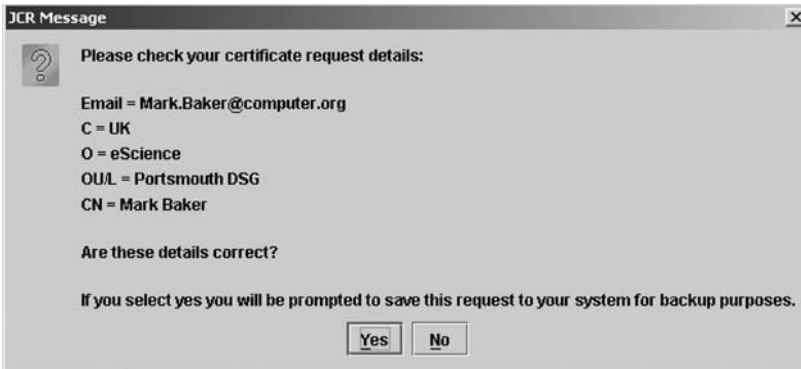 JCR Message
Please check your certificate request details:
Email = Mark.Baker@computer.org
C = UK
O = eScience
OU/L = Portsmouth DSG
CN = Mark Baker
Are these details correct?
If you select yes you will be prompted to save this request to your system for backup purposes.
Yes No